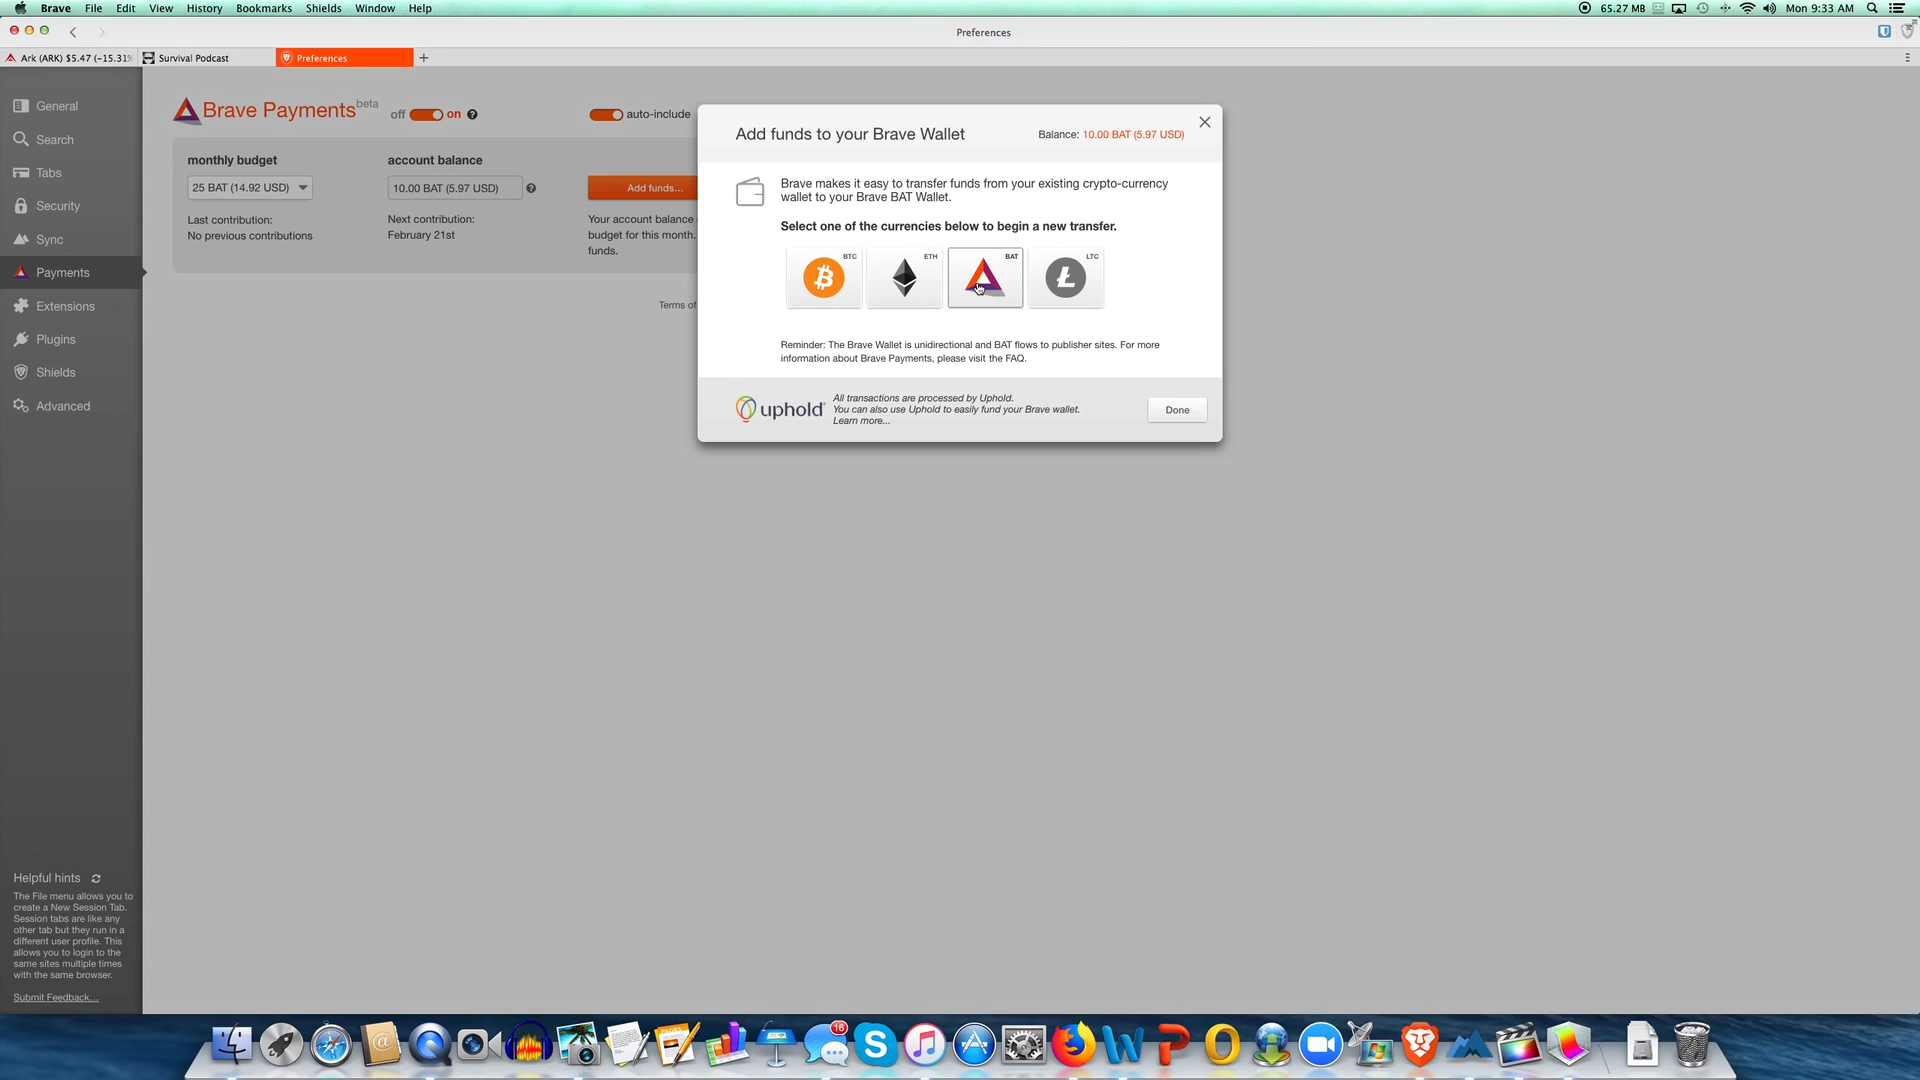 Brave File Edit View History Bookmarks Shields Window Help
65.27 MB Mon 9:33 AM
Preferences
Ark (ARK) $5.47 (-15.31%
Survival Podcast
Preferences
General
Search
Tabs
Security
Sync
Payments
Extensions
Plugins
Shields
Advanced
Brave Payments beta
off on
auto-include
monthly budget
25 BAT (14.92 USD)
Last contribution:
No previous contributions
account balance
10.00 BAT (5.97 USD)
Next contribution:
February 21st
Add funds...
Your account balance
budget for this month.
funds.
Terms of
Add funds to your Brave Wallet
Balance: 10.00 BAT (5.97 USD)
Brave makes it easy to transfer funds from your existing crypto-currency
wallet to your Brave BAT Wallet.
Select one of the currencies below to begin a new transfer.
BTC
ETH
BAT
LTC
Reminder: The Brave Wallet is unidirectional and BAT flows to publisher sites. For more
information about Brave Payments, please visit the FAQ.
uphold
All transactions are processed by Uphold.
You can also use Uphold to easily fund your Brave wallet.
Learn more...
Done
Helpful hints
The File menu allows you to
create a New Session Tab.
Session tabs are like any
other tab but they run in a
different user profile. This
allows you to login to the
same sites multiple times
with the same browser.
Submit Feedback...
16
PAGES